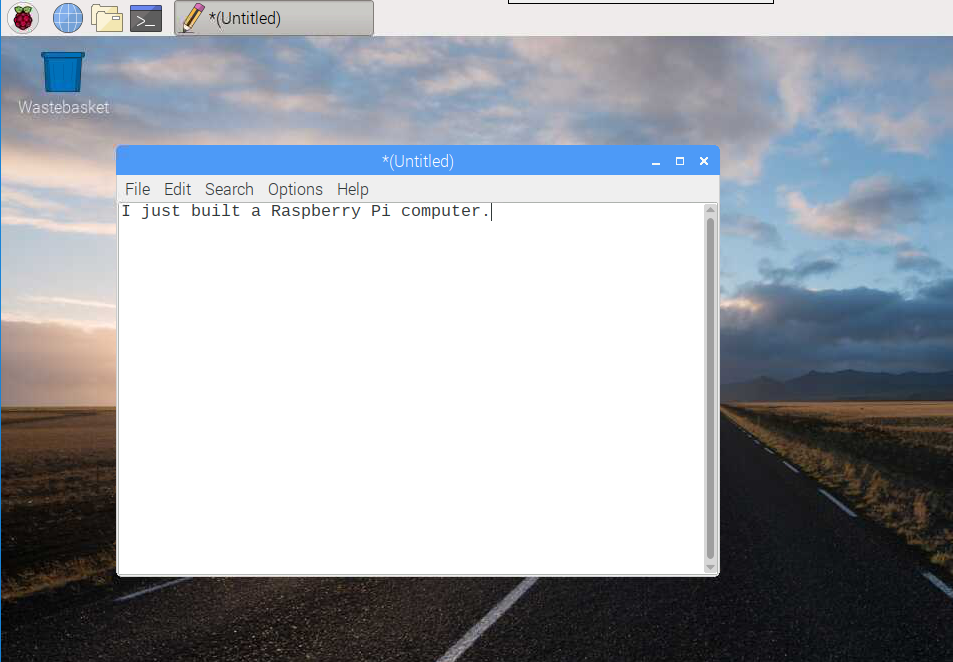 *(Untitled)
Wastebasket
*(Untitled)
File Edit Search Options Help
I just built a Raspberry Pi computer.